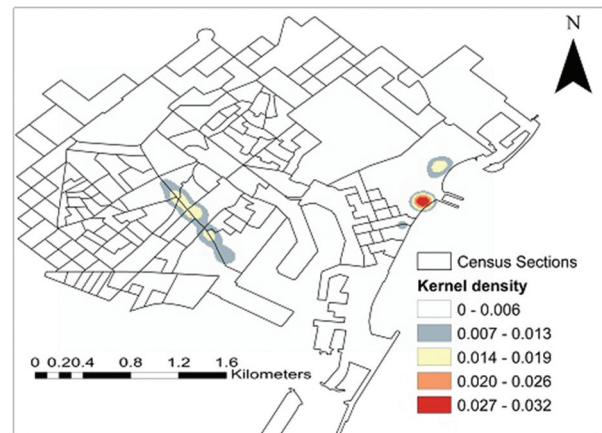 N
Census Sections
Kernel density
0 - 0.006
0.007 - 0.013
0.014 - 0.019
0.020 - 0.026
0.027 - 0.032
0 0.20.4 0.8 1.2 1.6
Kilometers